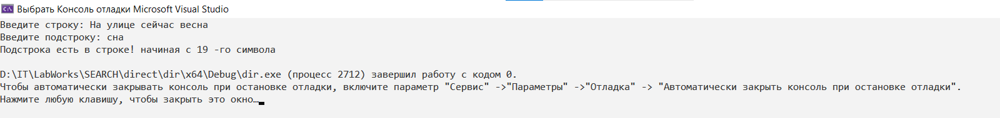 Выбрать Консоль отладки Microsoft Visual Studio
Введите строку: На улице сейчас весна
Введите подстроку: сна
Подстрока есть в строке! начиная с 19 -го символа
D:\IT\LabWorks\SEARCH\direct\dir\x64\Debug\dir.exe (процесс 2712) завершил работу с кодом 0.
Чтобы автоматически закрывать консоль при остановке отладки, включите параметр "Сервис" ->"Параметры" ->"Отладка" -> "Автоматически закрыть консоль при остановке отладки".
Нажмите любую клавишу, чтобы закрыть это окно…